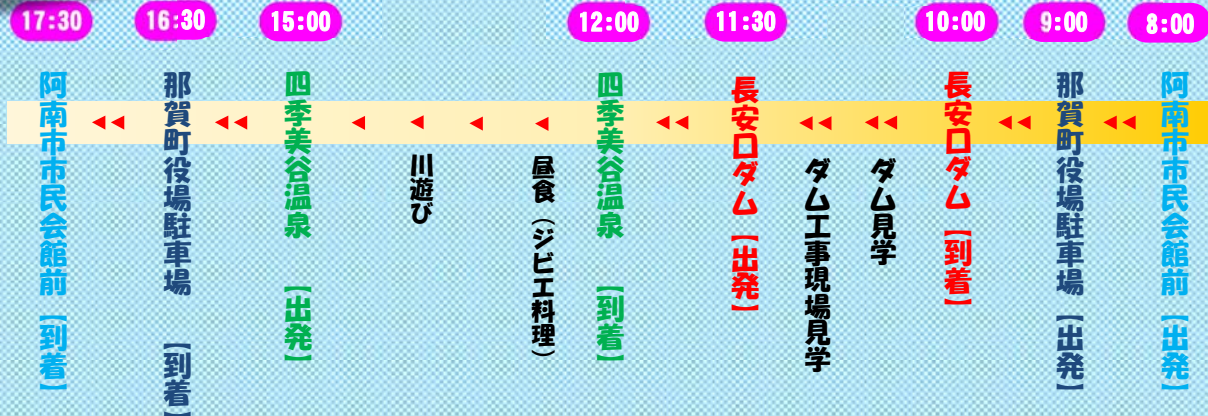 8:00
阿南市市民会館前【出発】
9:00
那賀町役場駐車場【出発】
10:00
長安口ダム【到着】
ダム見学
ダム工事現場見学
11:30
長安口ダム【出発】
12:00
四季美谷温泉【到着】
昼食（ジビエ料理）
川遊び
15:00
四季美谷温泉【出発】
16:30
那賀町役場駐車場【到着】
17:30
阿南市市民会館前【到着】